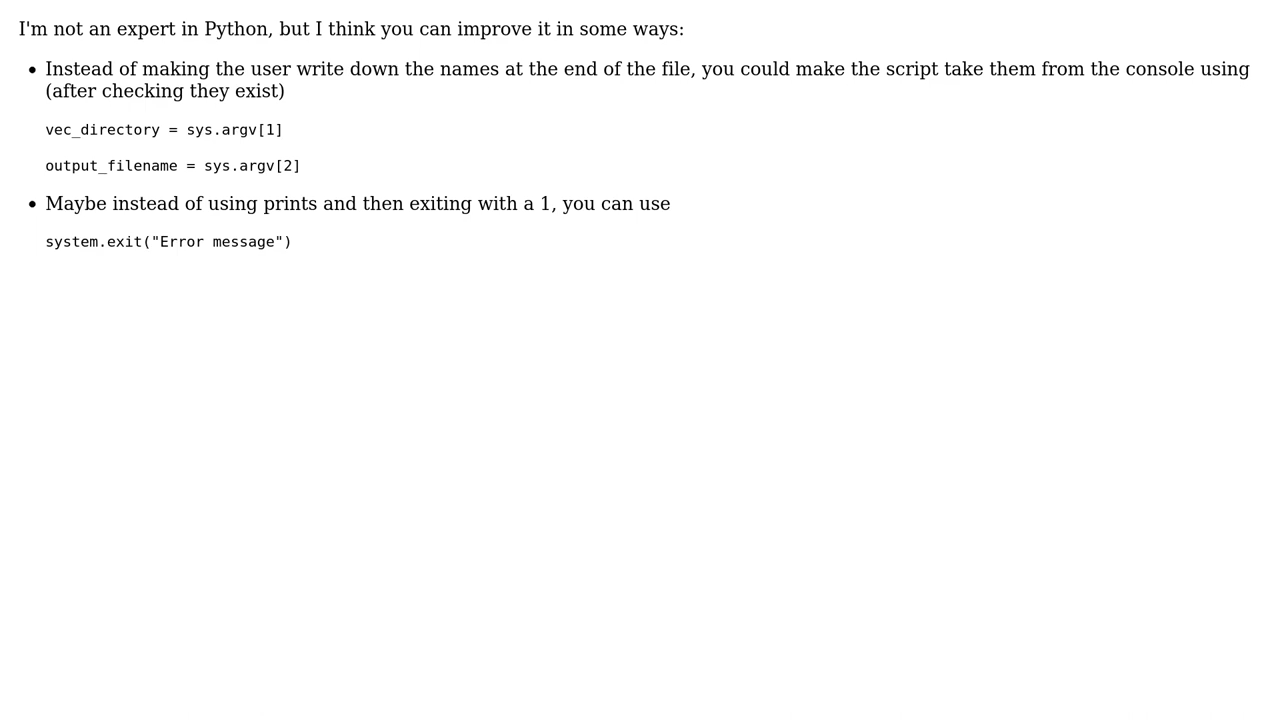 I'm not an expert in Python, but I think you can improve it in some ways:
• Instead of making the user write down the names at the end of the file, you could make the script take them from the console using
(after checking they exist)
vec_directory = sys.argv[1]
output_filename = sys.argv[2]
• Maybe instead of using prints and then exiting with a 1, you can use
system.exit("Error message")